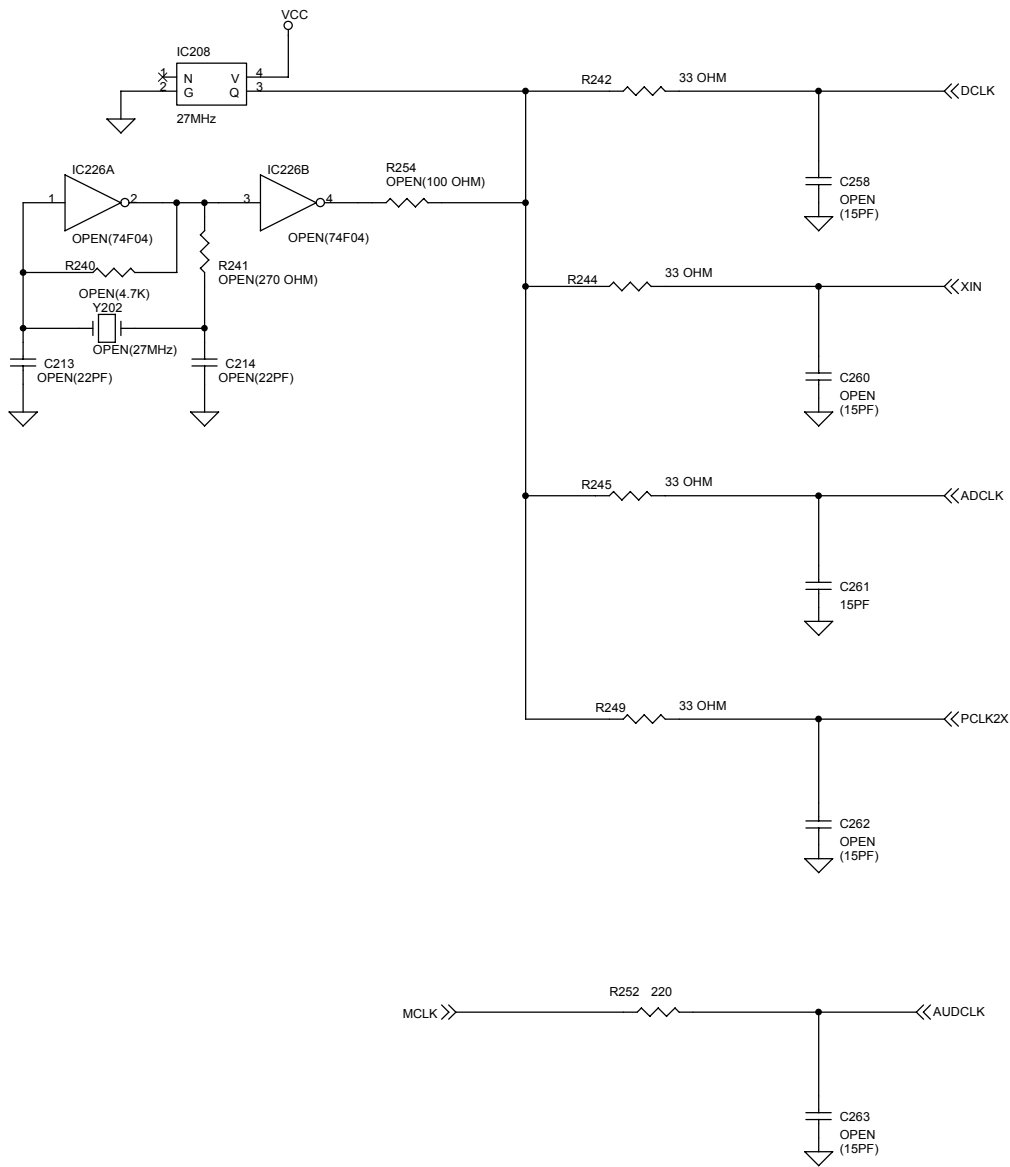 VCC
IC208
1
N
V
4
2
G
Q
3
27MHz
R242
33 OHM
DCLK
IC226A
IC226B
R254
OPEN(100 OHM)
1
2
3
4
OPEN(74F04)
OPEN(74F04)
C258
OPEN
(15PF)
R240
R241
OPEN(270 OHM)
OPEN(4.7K)
Y202
OPEN(27MHz)
C213
OPEN(22PF)
C214
OPEN(22PF)
R244
33 OHM
XIN
C260
OPEN
(15PF)
R245
33 OHM
ADCLK
C261
15PF
R249
33 OHM
PCLK2X
C262
OPEN
(15PF)
R252
220
MCLK
AUDCLK
C263
OPEN
(15PF)